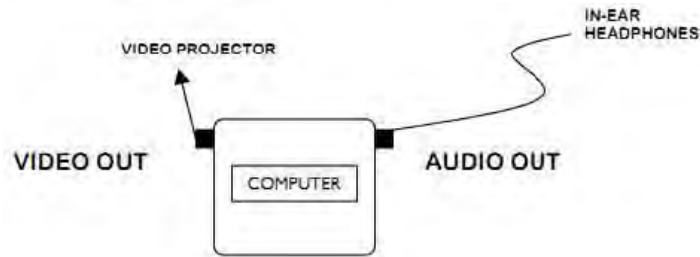 IN-EAR
HEADPHONES
VIDEO PROJECTOR
VIDEO OUT
AUDIO OUT
COMPUTER